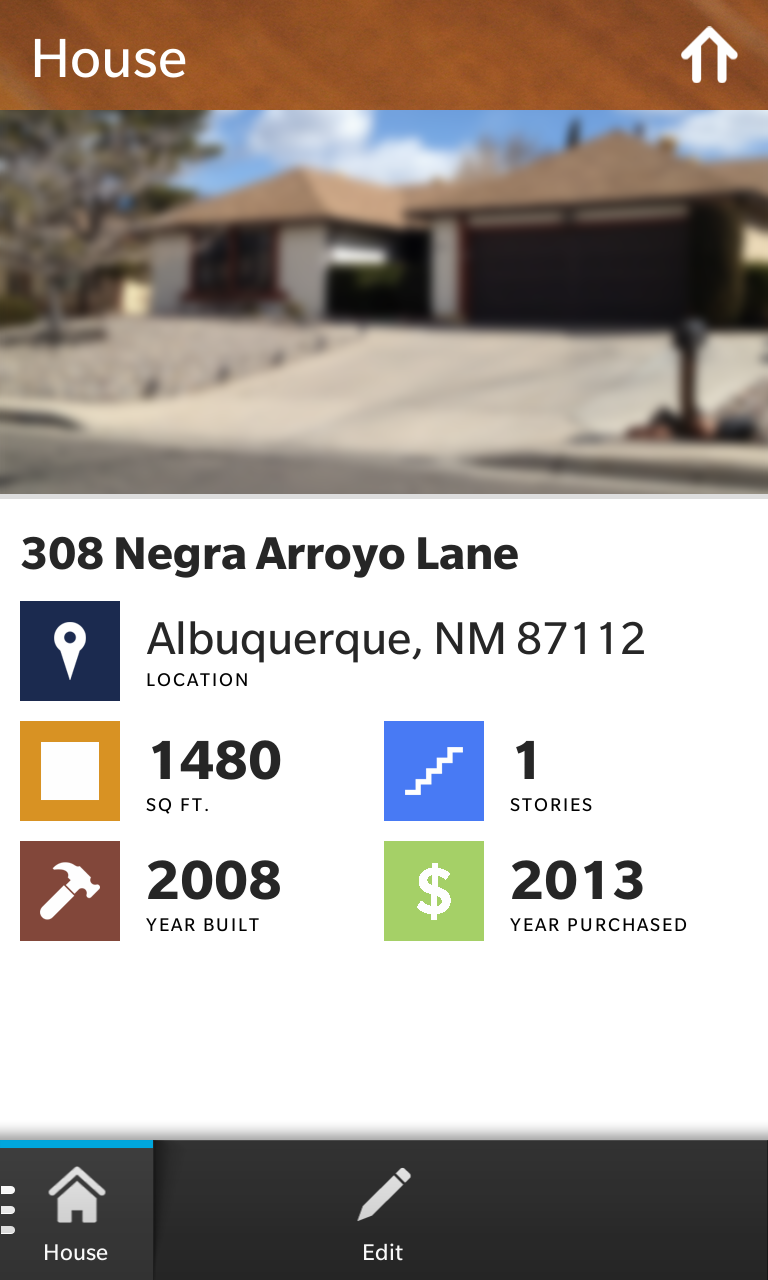 House
308 Negra Arroyo Lane
Albuquerque, NM 87112
LOCATION
1480
SQ FT.
1
STORIES
2008
YEAR BUILT
$
2013
YEAR PURCHASED
House
Edit